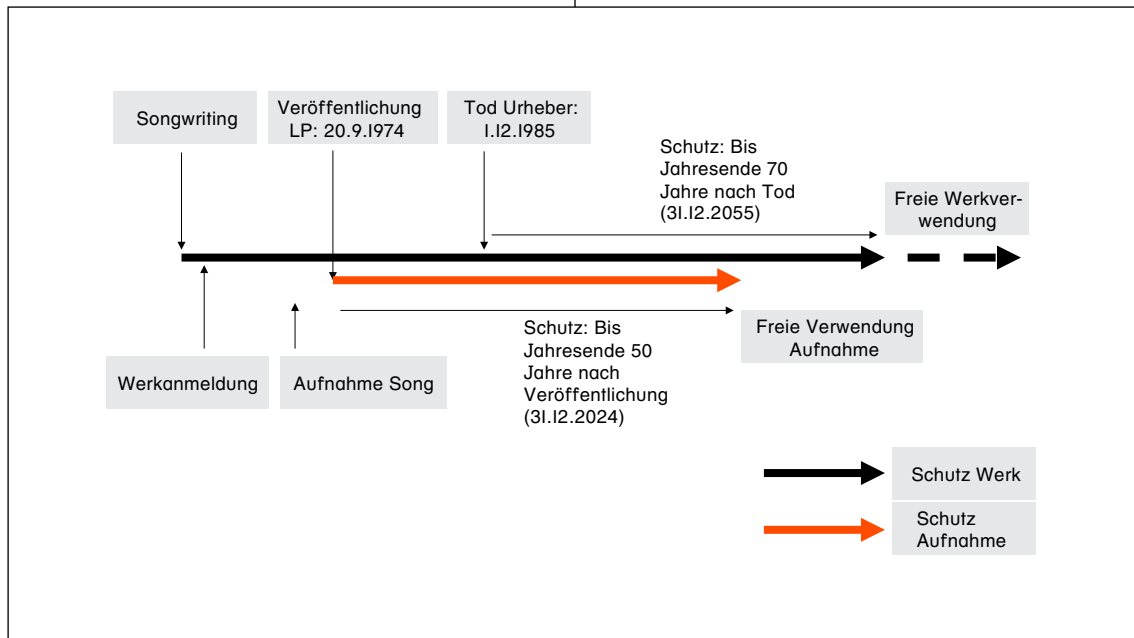 Songwriting
Veröffentlichung
LP: 20.9.1974
Tod Urheber:
1.12.1985
Schutz: Bis
Jahresende 70
Jahre nach Tod
(31.12.2055)
Freie Werkver-
wendung
Werkanmeldung
Aufnahme Song
Schutz: Bis
Jahresende 50
Jahre nach
Veröffentlichung
(31.12.2024)
Freie Verwendung
Aufnahme
Schutz Werk
Schutz
Aufnahme